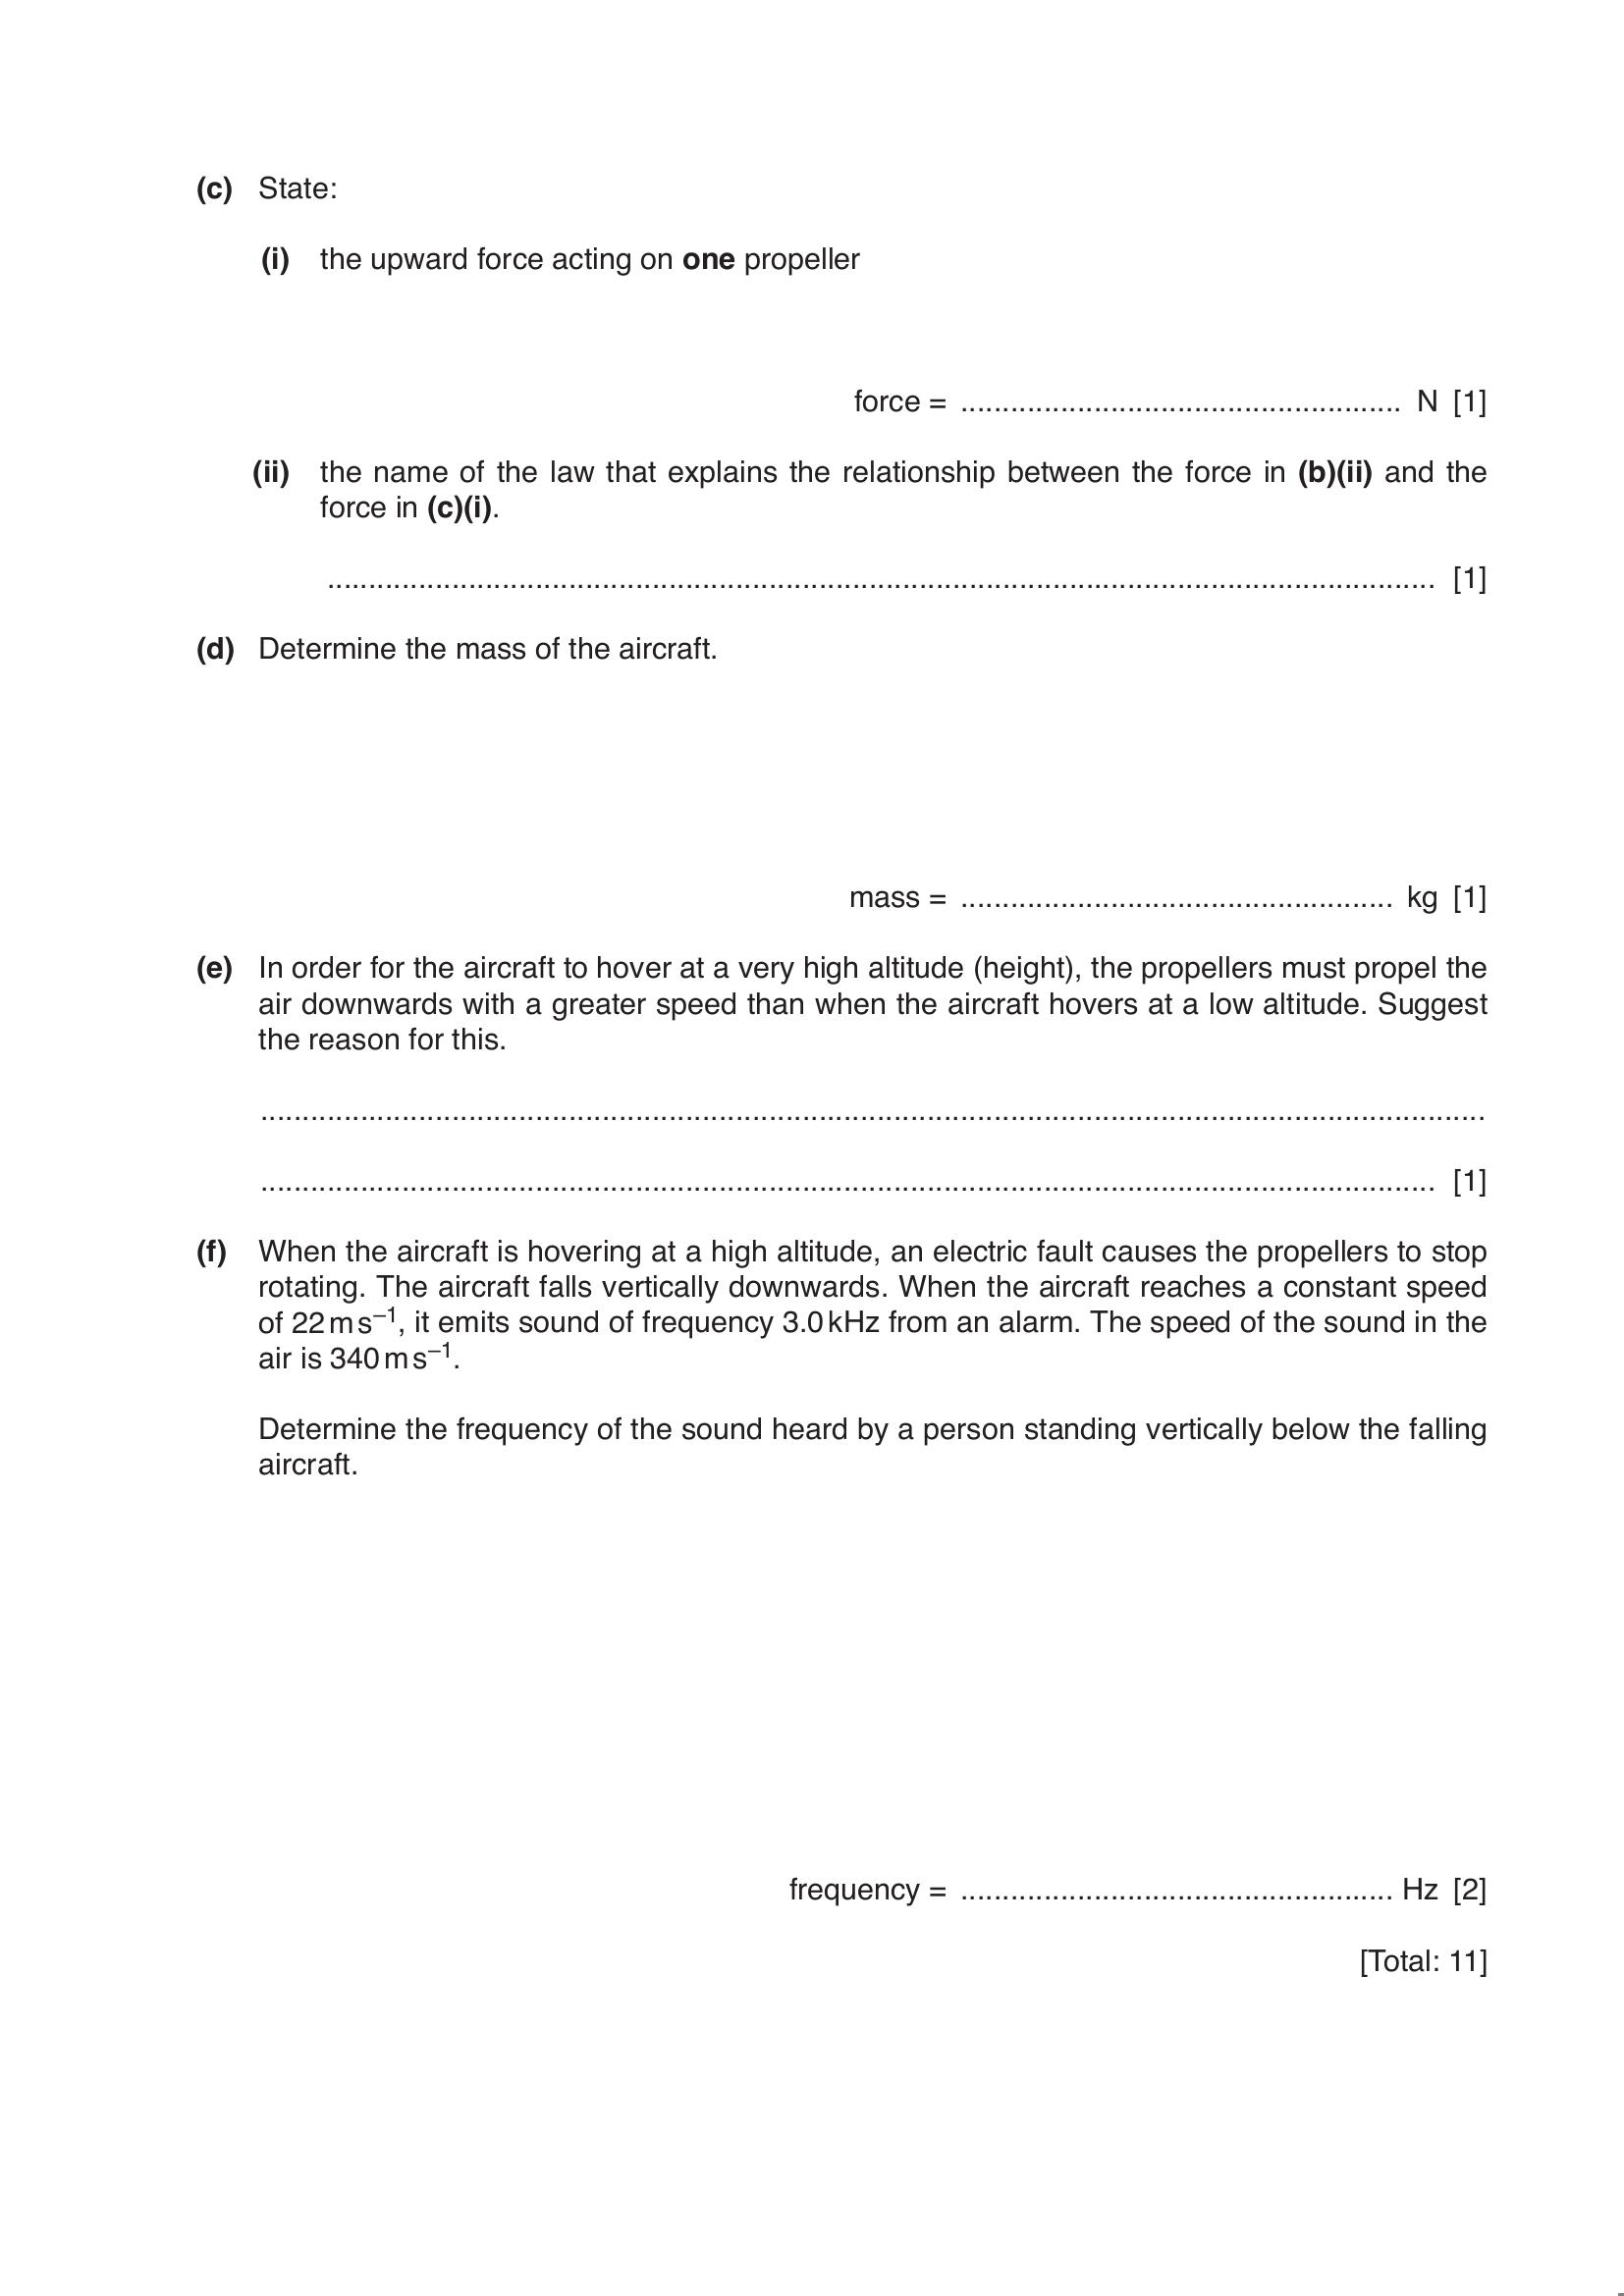 (c) State:
(i) the upward force acting on one propeller
force = .................................................... N [1]
(ii) the name of the law that explains the relationship between the force in (b)(ii) and the
force in (c)(i).
.................................................................................................................................... [1]
(d) Determine the mass of the aircraft.
mass = ................................................... kg [1]
(e) In order for the aircraft to hover at a very high altitude (height), the propellers must propel the
air downwards with a greater speed than when the aircraft hovers at a low altitude. Suggest
the reason for this.
..................................................................................................................................................
............................................................................................................................................ [1]
(f) When the aircraft is hovering at a high altitude, an electric fault causes the propellers to stop
rotating. The aircraft falls vertically downwards. When the aircraft reaches a constant speed
of 22 m s⁻¹, it emits sound of frequency 3.0 kHz from an alarm. The speed of the sound in the
air is 340 m s⁻¹.
Determine the frequency of the sound heard by a person standing vertically below the falling
aircraft.
frequency = ................................................... Hz [2]
[Total: 11]